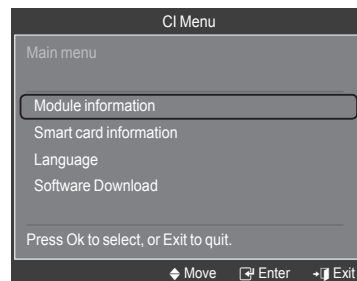 CI Menu
Main menu
Module information
Smart card information
Language
Software Download
Press Ok to select, or Exit to quit.
Move Enter Exit